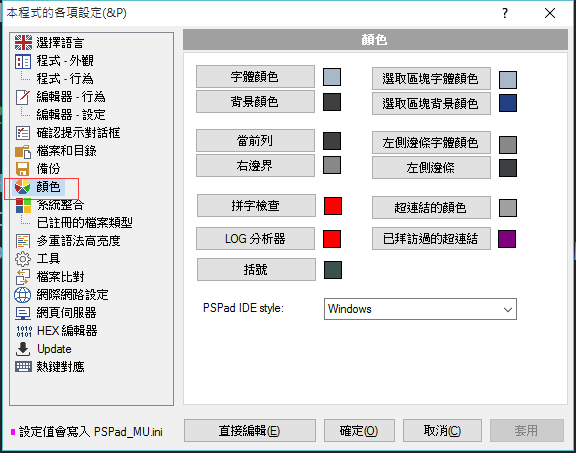 本程式的各項設定(&P)
選擇語言
程式 - 外觀
程式 - 行為
編輯器 - 行為
編輯器 - 設定
確認提示對話框
檔案和目錄
備份
顏色
系統整合
已註冊的檔案類型
多重語法高亮度
工具
檔案比對
網際網路設定
網頁伺服器
HEX 編輯器
Update
熱鍵對應
設定值會寫入 PSPad_MU.ini
顏色
字體顏色
選取區塊字體顏色
背景顏色
選取區塊背景顏色
當前列
左側邊條字體顏色
右邊界
左側邊條
拼字檢查
超連結的顏色
LOG 分析器
已拜訪過的超連結
括號
PSPad IDE style:
Windows
直接編輯(E)
確定(O)
取消(C)
套用